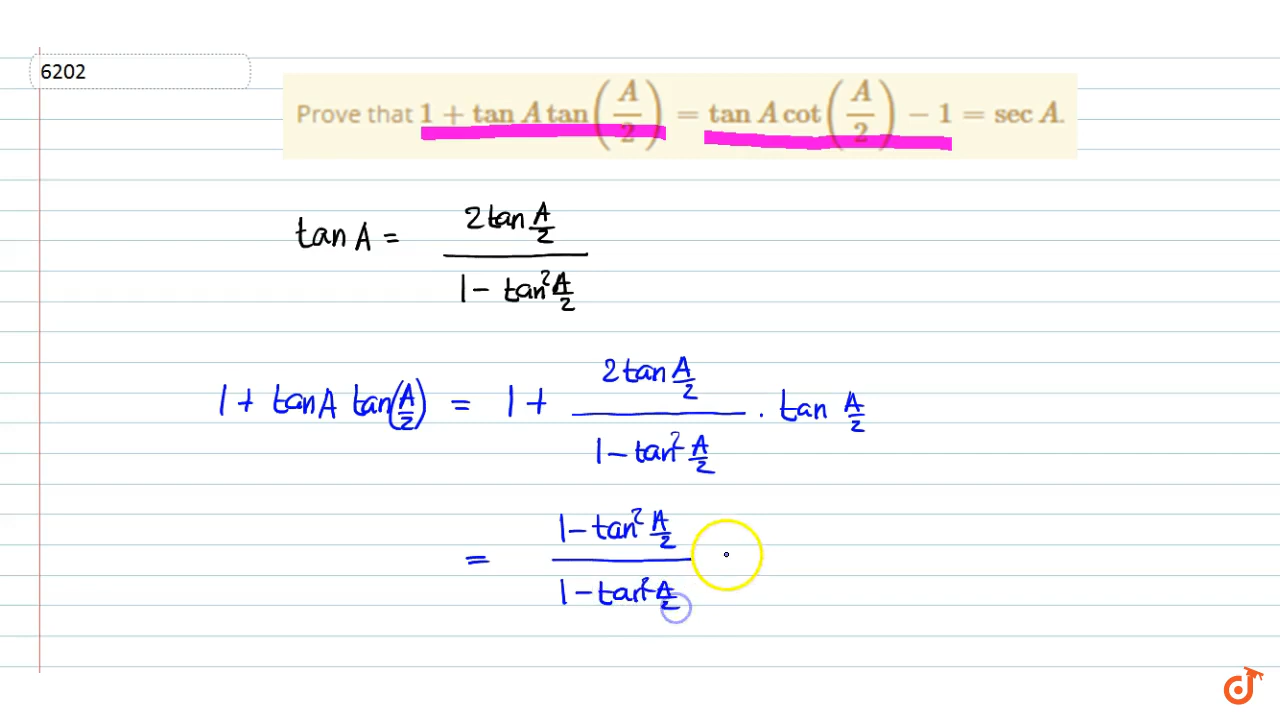 6202
Prove that 1 + tan A tan(A/2) = tan A cot(A/2) − 1 = sec A.
tan A = 2tan A/2 / 1 − tan² A/2
1 + tanA tan(A/2) = 1 + 2tan A/2 / 1 − tan² A/2 . tan A/2
= 1 − tan² A/2 / 1 − tan² A/2